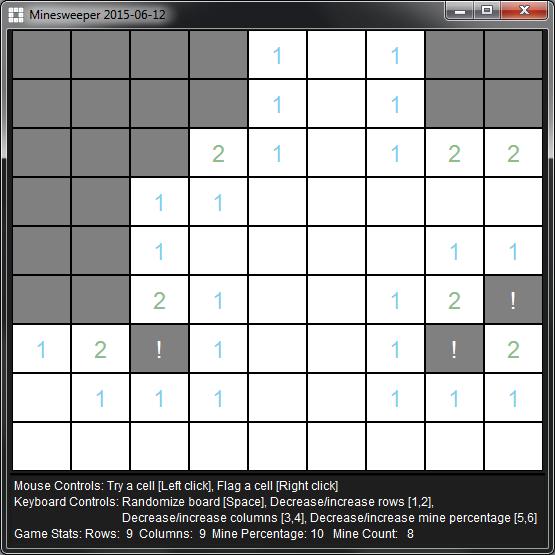 Minesweeper 2015-06-12
1 1
1 1
2 1 1 2 2
1 1
1 1 1
2 1 1 2 !
1 2 ! 1 1 ! 2
1 1 1 1 1 1
Mouse Controls: Try a cell [Left click], Flag a cell [Right click]
Keyboard Controls: Randomize board [Space], Decrease/increase rows [1,2],
Decrease/increase columns [3,4], Decrease/increase mine percentage [5,6]
Game Stats: Rows: 9 Columns: 9 Mine Percentage: 10 Mine Count: 8